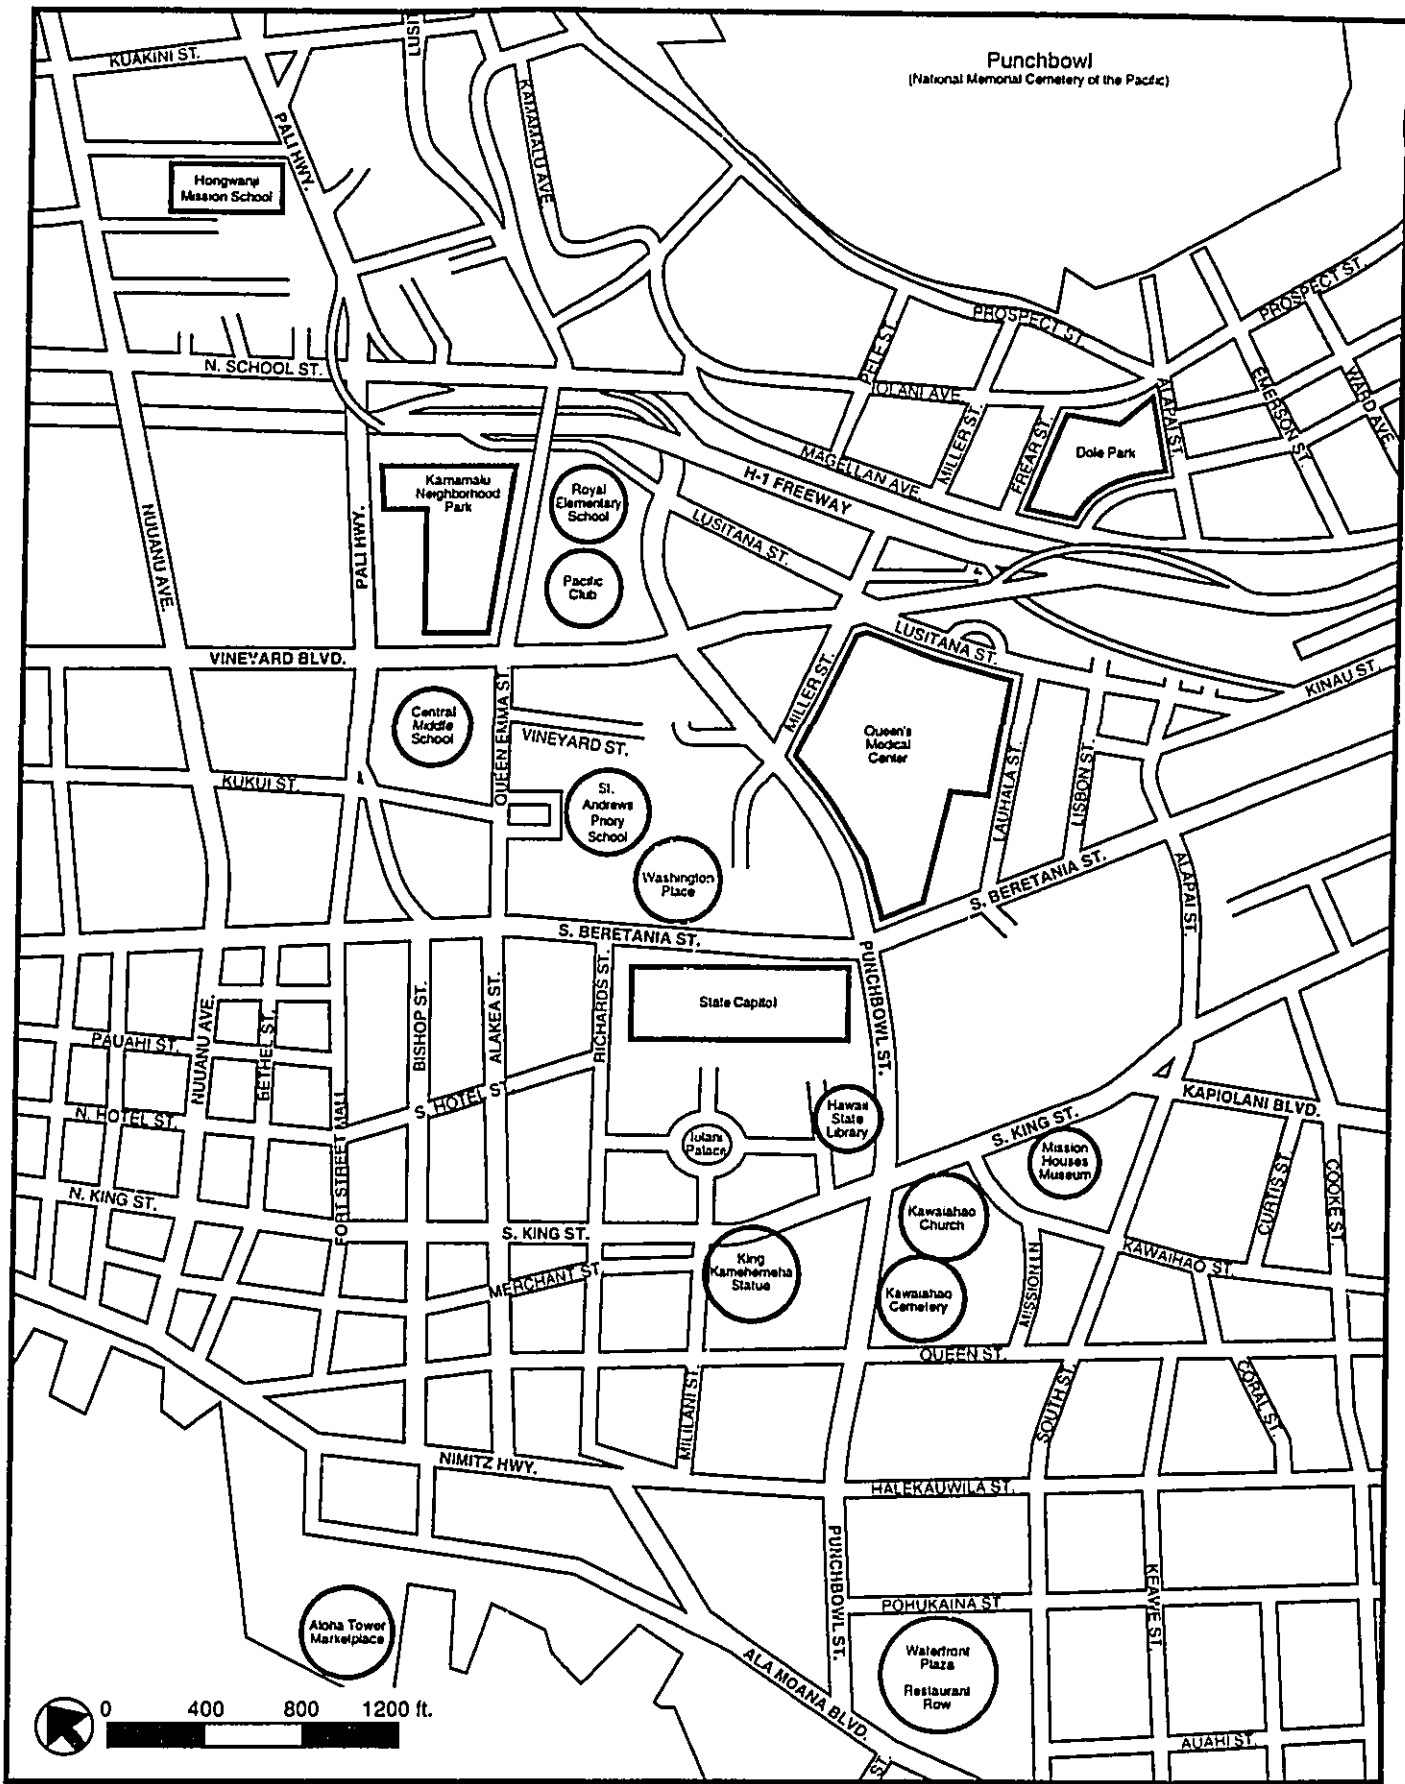 KUAKINI ST.
LUSIT
Punchbowl
(National Memorial Cemetery of the Pacific)
PALI HWY.
KAMAMALU AVE.
Hongwanji
Mission School
PROSPECT ST.
PROSPECT ST.
PELE ST.
N. SCHOOL ST.
IOLANI AVE.
ALAPAI ST.
EMERSON ST.
WARD AVE.
MILLER ST.
FREAR ST.
Dole Park
MAGELLAN AVE.
H-1 FREEWAY
Kamamalu
Neighborhood
Park
Royal
Elementary
School
NUUANU AVE.
PALI HWY.
LUSITANA ST.
Pacific
Club
LUSITANA ST.
VINEYARD BLVD.
KINAU ST.
MILLER ST.
QUEEN EMMA ST.
Central
Middle
School
VINEYARD ST.
Queen's
Medical
Center
KUKUI ST.
LAUHALA ST.
LISBON ST.
St.
Andrews
Priory
School
Washington
Place
S. BERETANIA ST.
ALAPAI ST.
S. BERETANIA ST.
PUNCHBOWL ST.
RICHARDS ST.
State Capitol
BISHOP ST.
ALAKEA ST.
NUUANU AVE.
BETHEL ST.
PAUAHI ST.
N. HOTEL ST.
S. HOTEL ST.
FORT STREET MALL
Hawaii
State
Library
KAPIOLANI BLVD.
S. KING ST.
Iolani
Palace
Mission
Houses
Museum
CURTIS ST.
COOKE ST.
N. KING ST.
Kawaiahao
Church
S. KING ST.
KAWAIHAO ST.
MERCHANT ST.
King
Kamehemeha
Statue
MISSION LN
Kawaiahao
Cemetery
QUEEN ST.
MILILANI ST.
SOUTH ST.
CORAL ST.
NIMITZ HWY.
HALEKAUWILA ST.
PUNCHBOWL ST.
KEAWE ST.
POHUKAINA ST.
Aloha Tower
Marketplace
Waterfront
Plaza
Restaurant
Row
ALA MOANA BLVD.
0 400 800 1200 ft.
AUAHI ST.
ST.